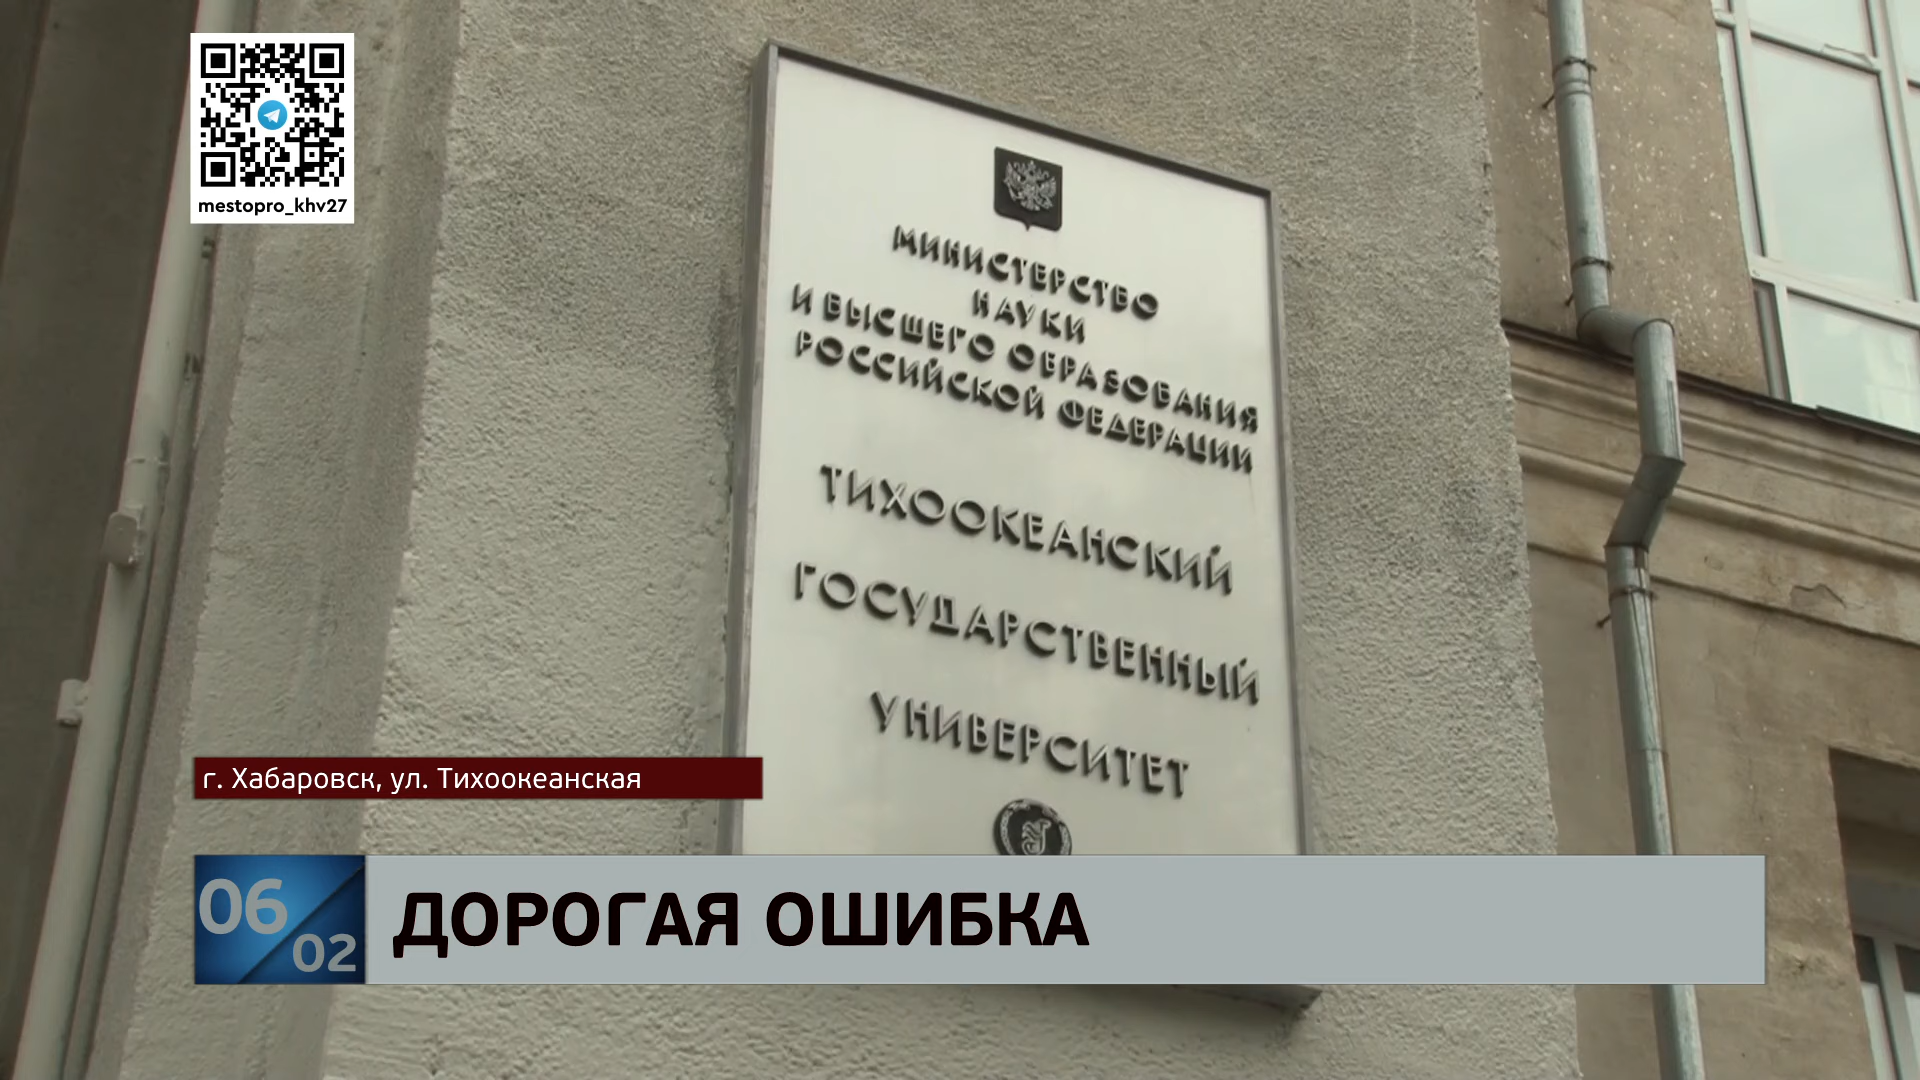 mestopro_khv27
МИНИСТЕРСТВО
НАУКИ
И ВЫСШЕГО ОБРАЗОВАНИЯ
РОССИЙСКОЙ ФЕДЕРАЦИИ
ТИХООКЕАНСКИЙ
ГОСУДАРСТВЕННЫЙ
УНИВЕРСИТЕТ
г. Хабаровск, ул. Тихоокеанская
06
02
ДОРОГАЯ ОШИБКА